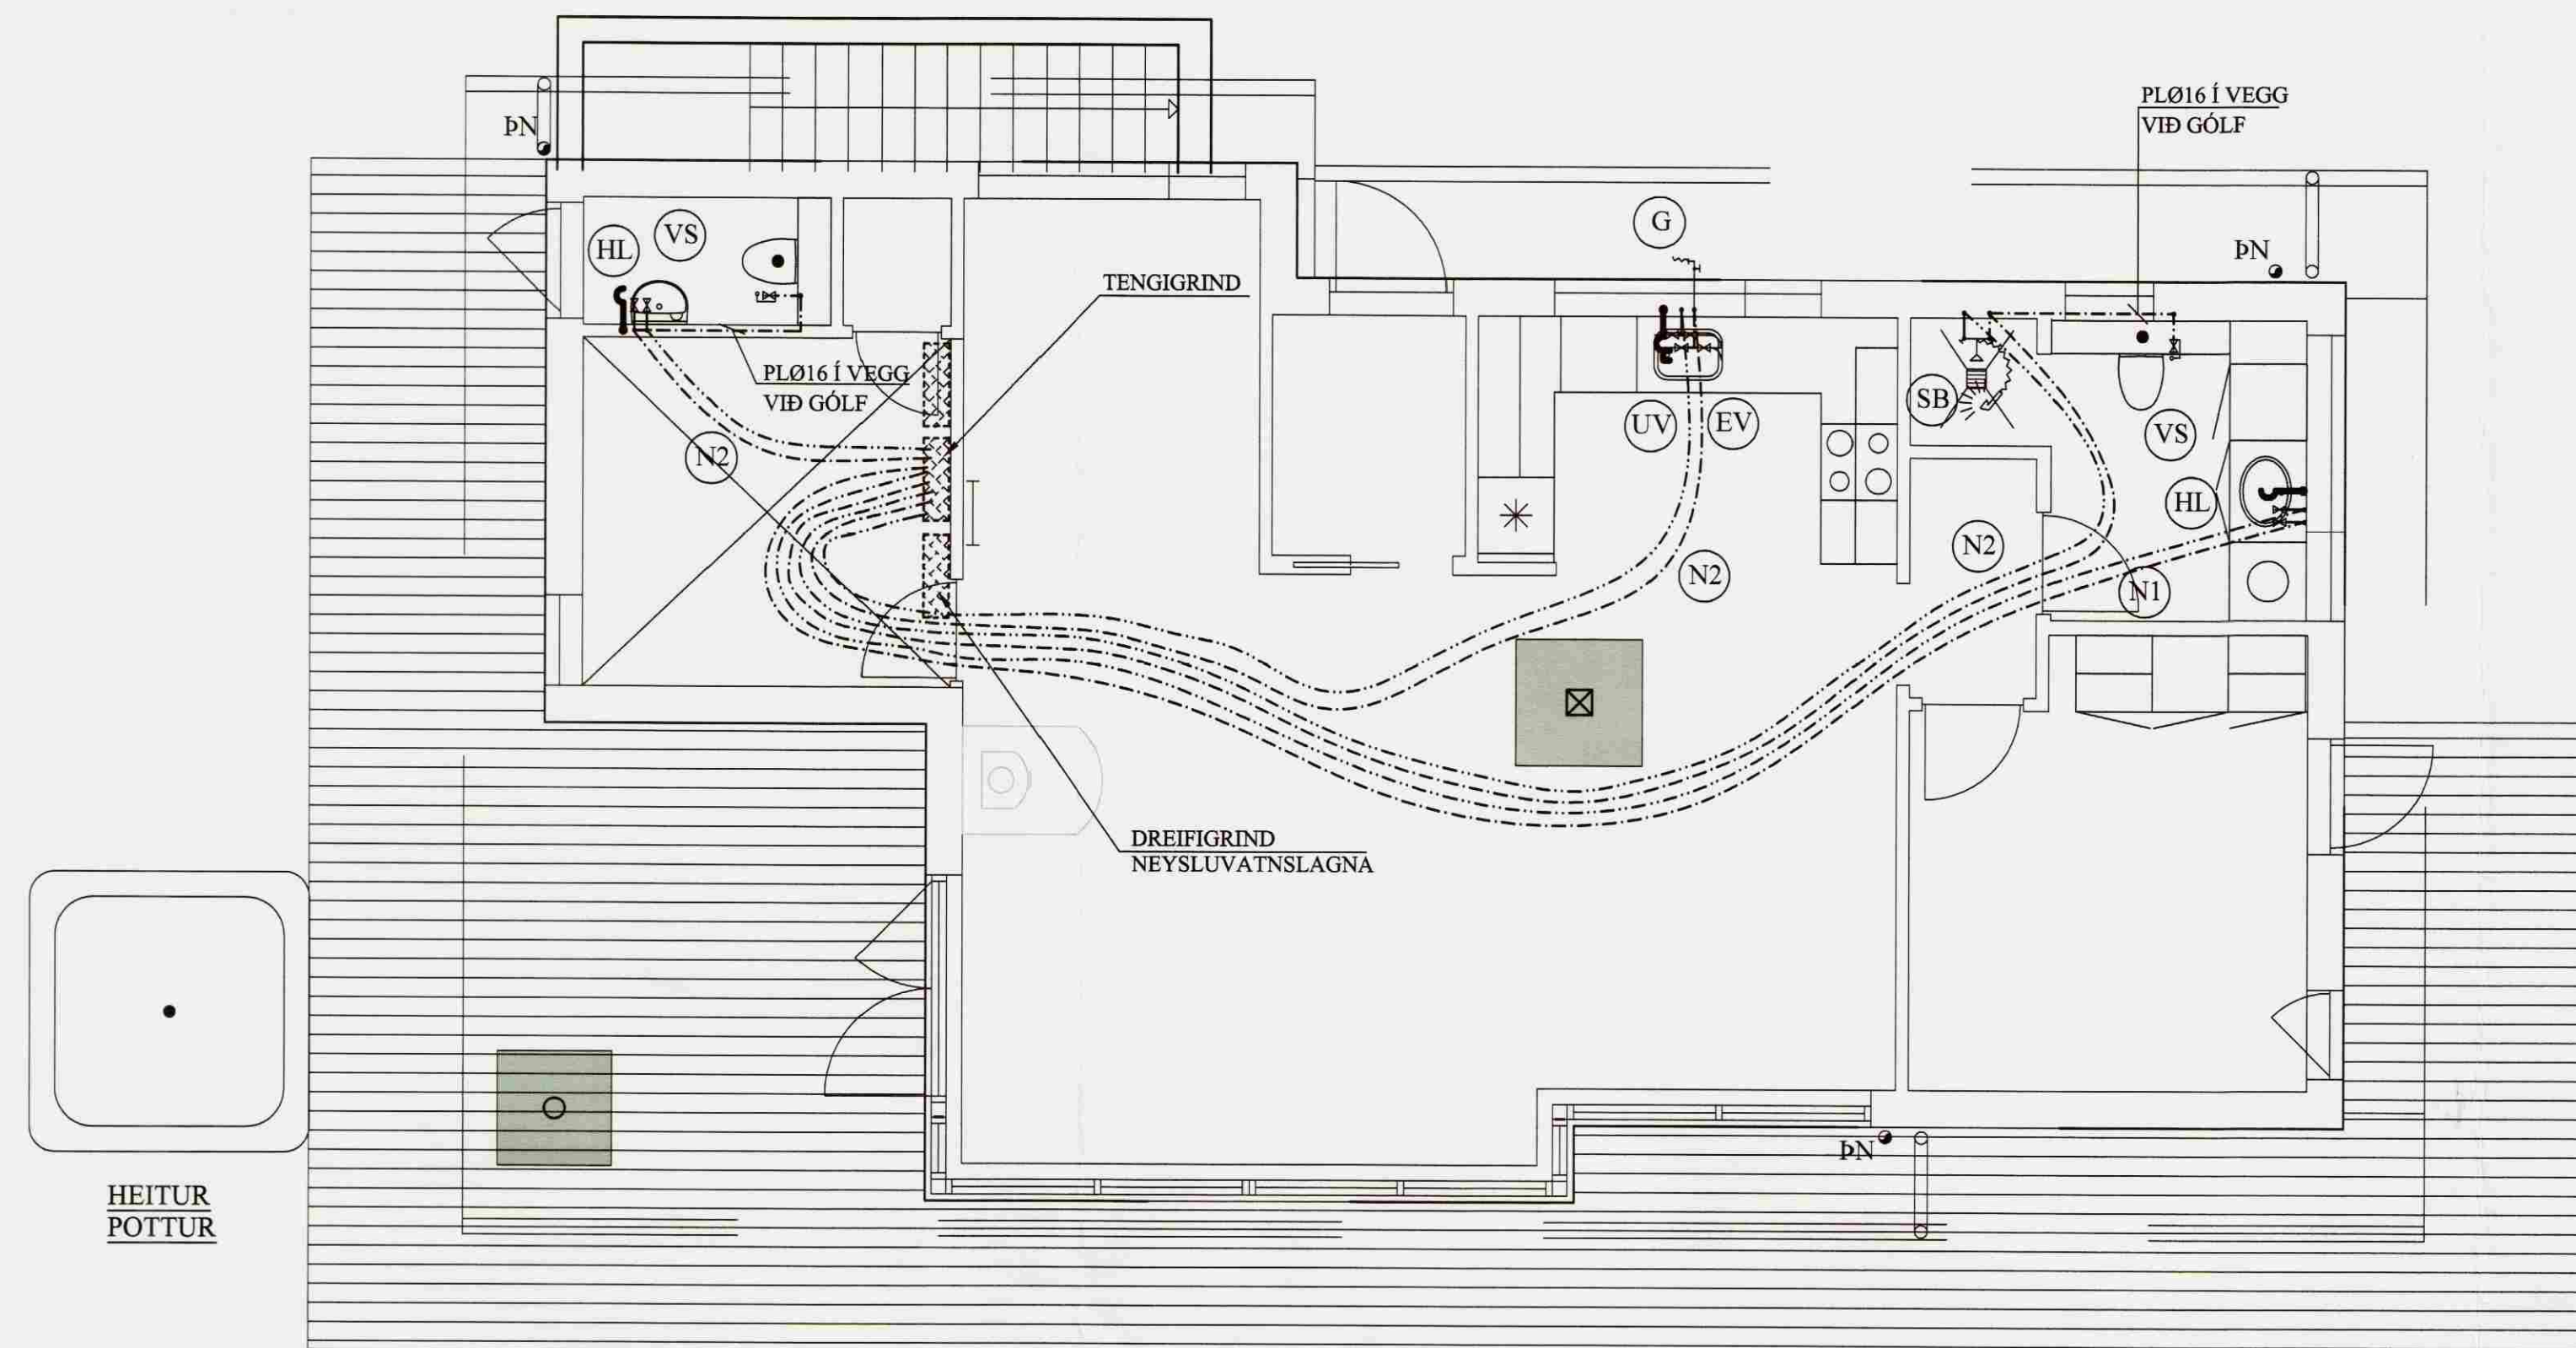 PLØ16 Í VEGG
VIÐ GÓLF
ÞN
G
VS
HL
ÞN
TENGIGRIND
PLØ16 Í VEGG
VIÐ GÓLF
SB
UV
EV
VS
N2
HL
N2
N2
N1
DREIFIGRIND
NEYSLUVATNSLAGNA
ÞN
HEITUR
POTTUR